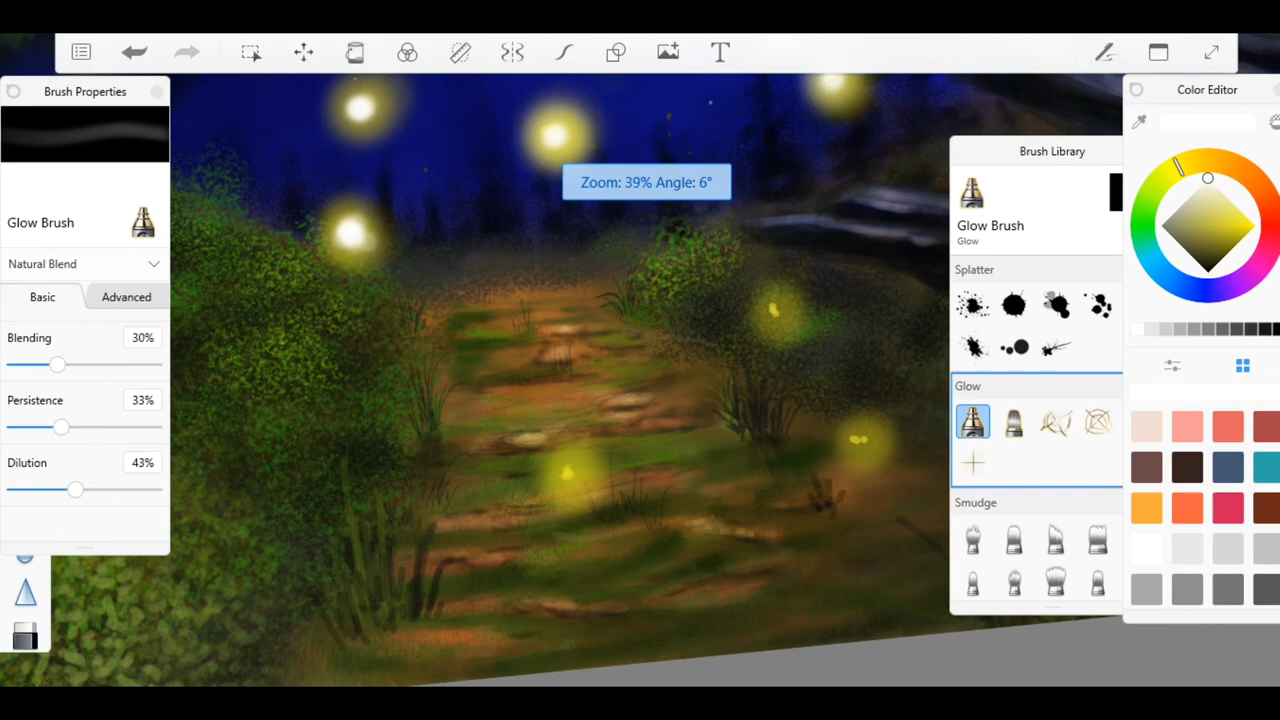 Brush Properties
Color Editor
Brush Library
Zoom: 39% Angle: 6°
Glow Brush
Natural Blend
Basic
Advanced
Blending
30%
Persistence
33%
Dilution
43%
Glow Brush
Glow
Splatter
Glow
Smudge
T